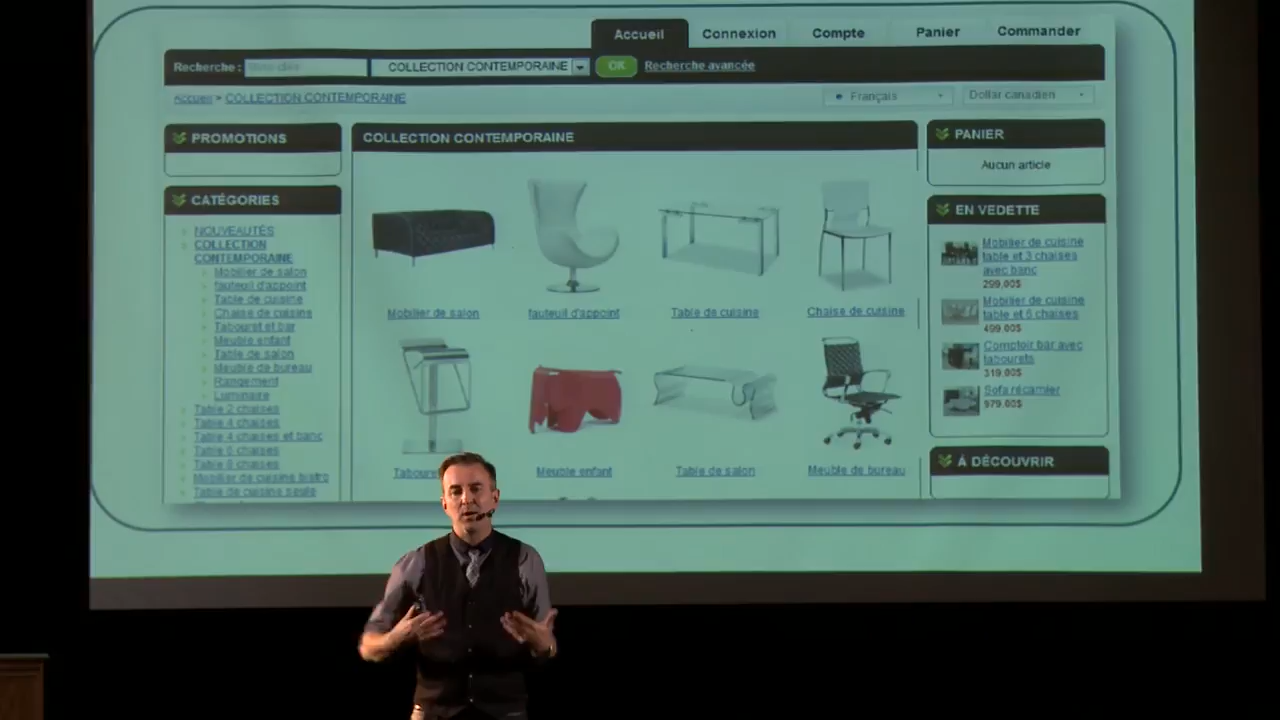 Accueil Connexion Compte Panier Commander
Recherche : COLLECTION CONTEMPORAINE OK Recherche avancée
Accueil > COLLECTION CONTEMPORAINE
Français Dollar canadien
PROMOTIONS
CATÉGORIES
NOUVEAUTÉS
COLLECTION
CONTEMPORAINE
Mobilier de salon
fauteuil d'appoint
Table de cuisine
Chaise de cuisine
Tabouret et bar
Meuble enfant
Table de salon
Meuble de bureau
Rangement
Luminaire
Table 2 chaises
Table 4 chaises
Table 4 chaises et banc
Table 6 chaises
Table 8 chaises
Mobilier de cuisine bistro
Table de cuisine seule
COLLECTION CONTEMPORAINE
Mobilier de salon
fauteuil d'appoint
Table de cuisine
Chaise de cuisine
Meuble enfant
Table de salon
Meuble de bureau
PANIER
Aucun article
EN VEDETTE
Mobilier de cuisine
table et 3 chaises
avec banc
299.00$
Mobilier de cuisine
table et 6 chaises
499.00$
Comptoir bar avec
tabourets
319.00$
Sofa récamier
979.00$
À DÉCOUVRIR